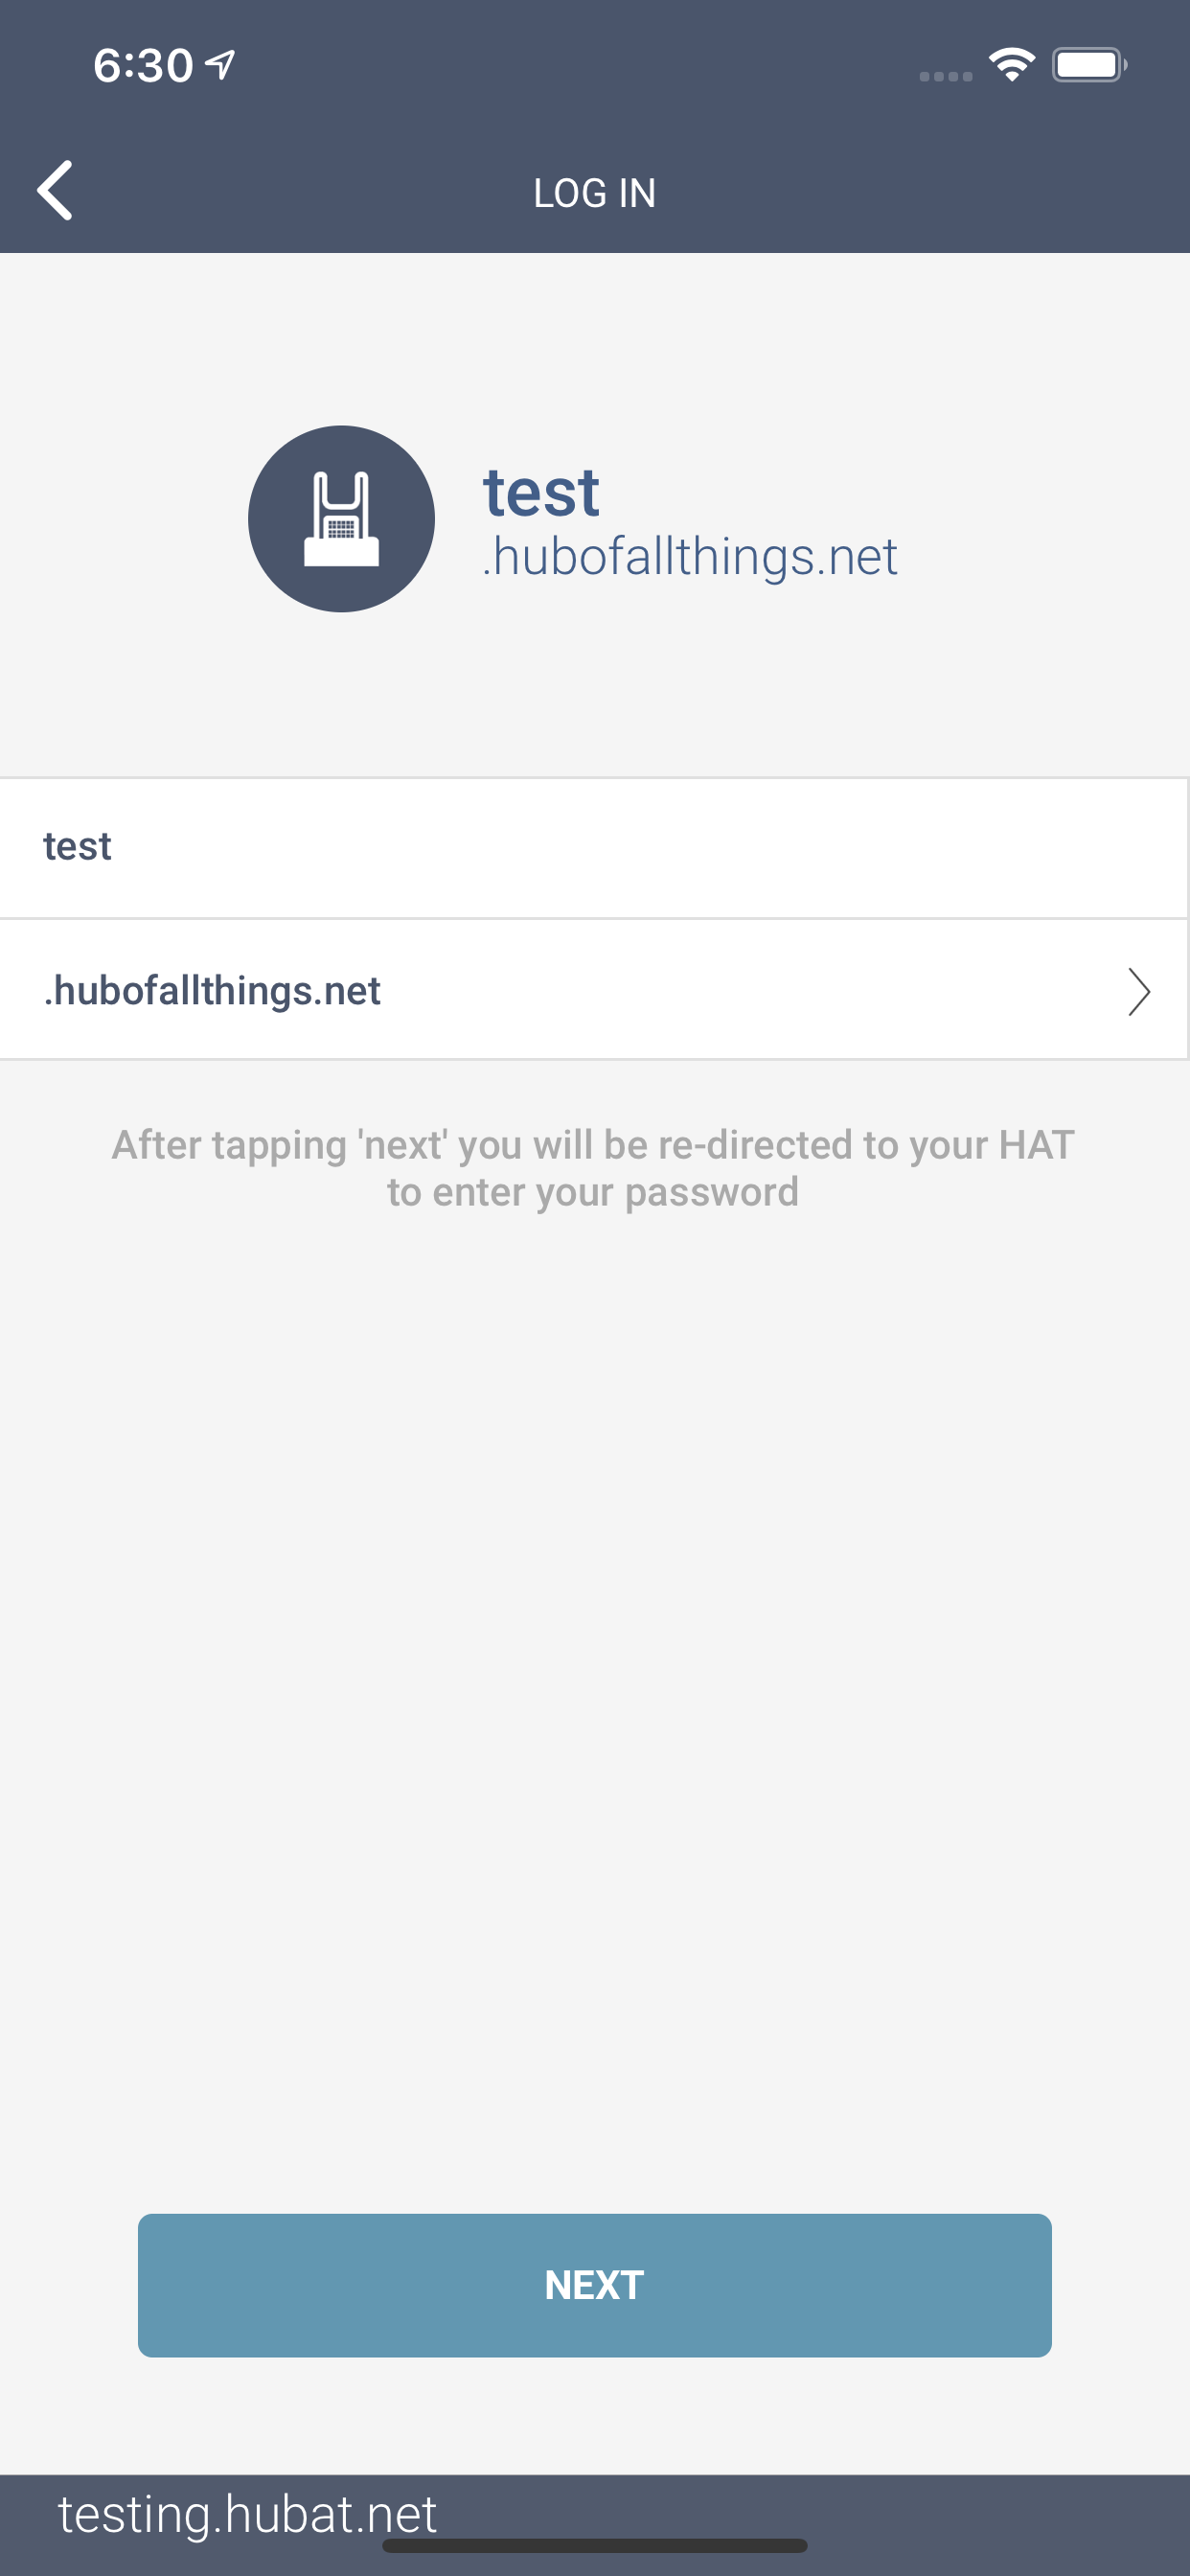 6:30
LOG IN
test
.hubofallthings.net
test
.hubofallthings.net
After tapping 'next' you will be re-directed to your HAT
to enter your password
NEXT
testing.hubat.net